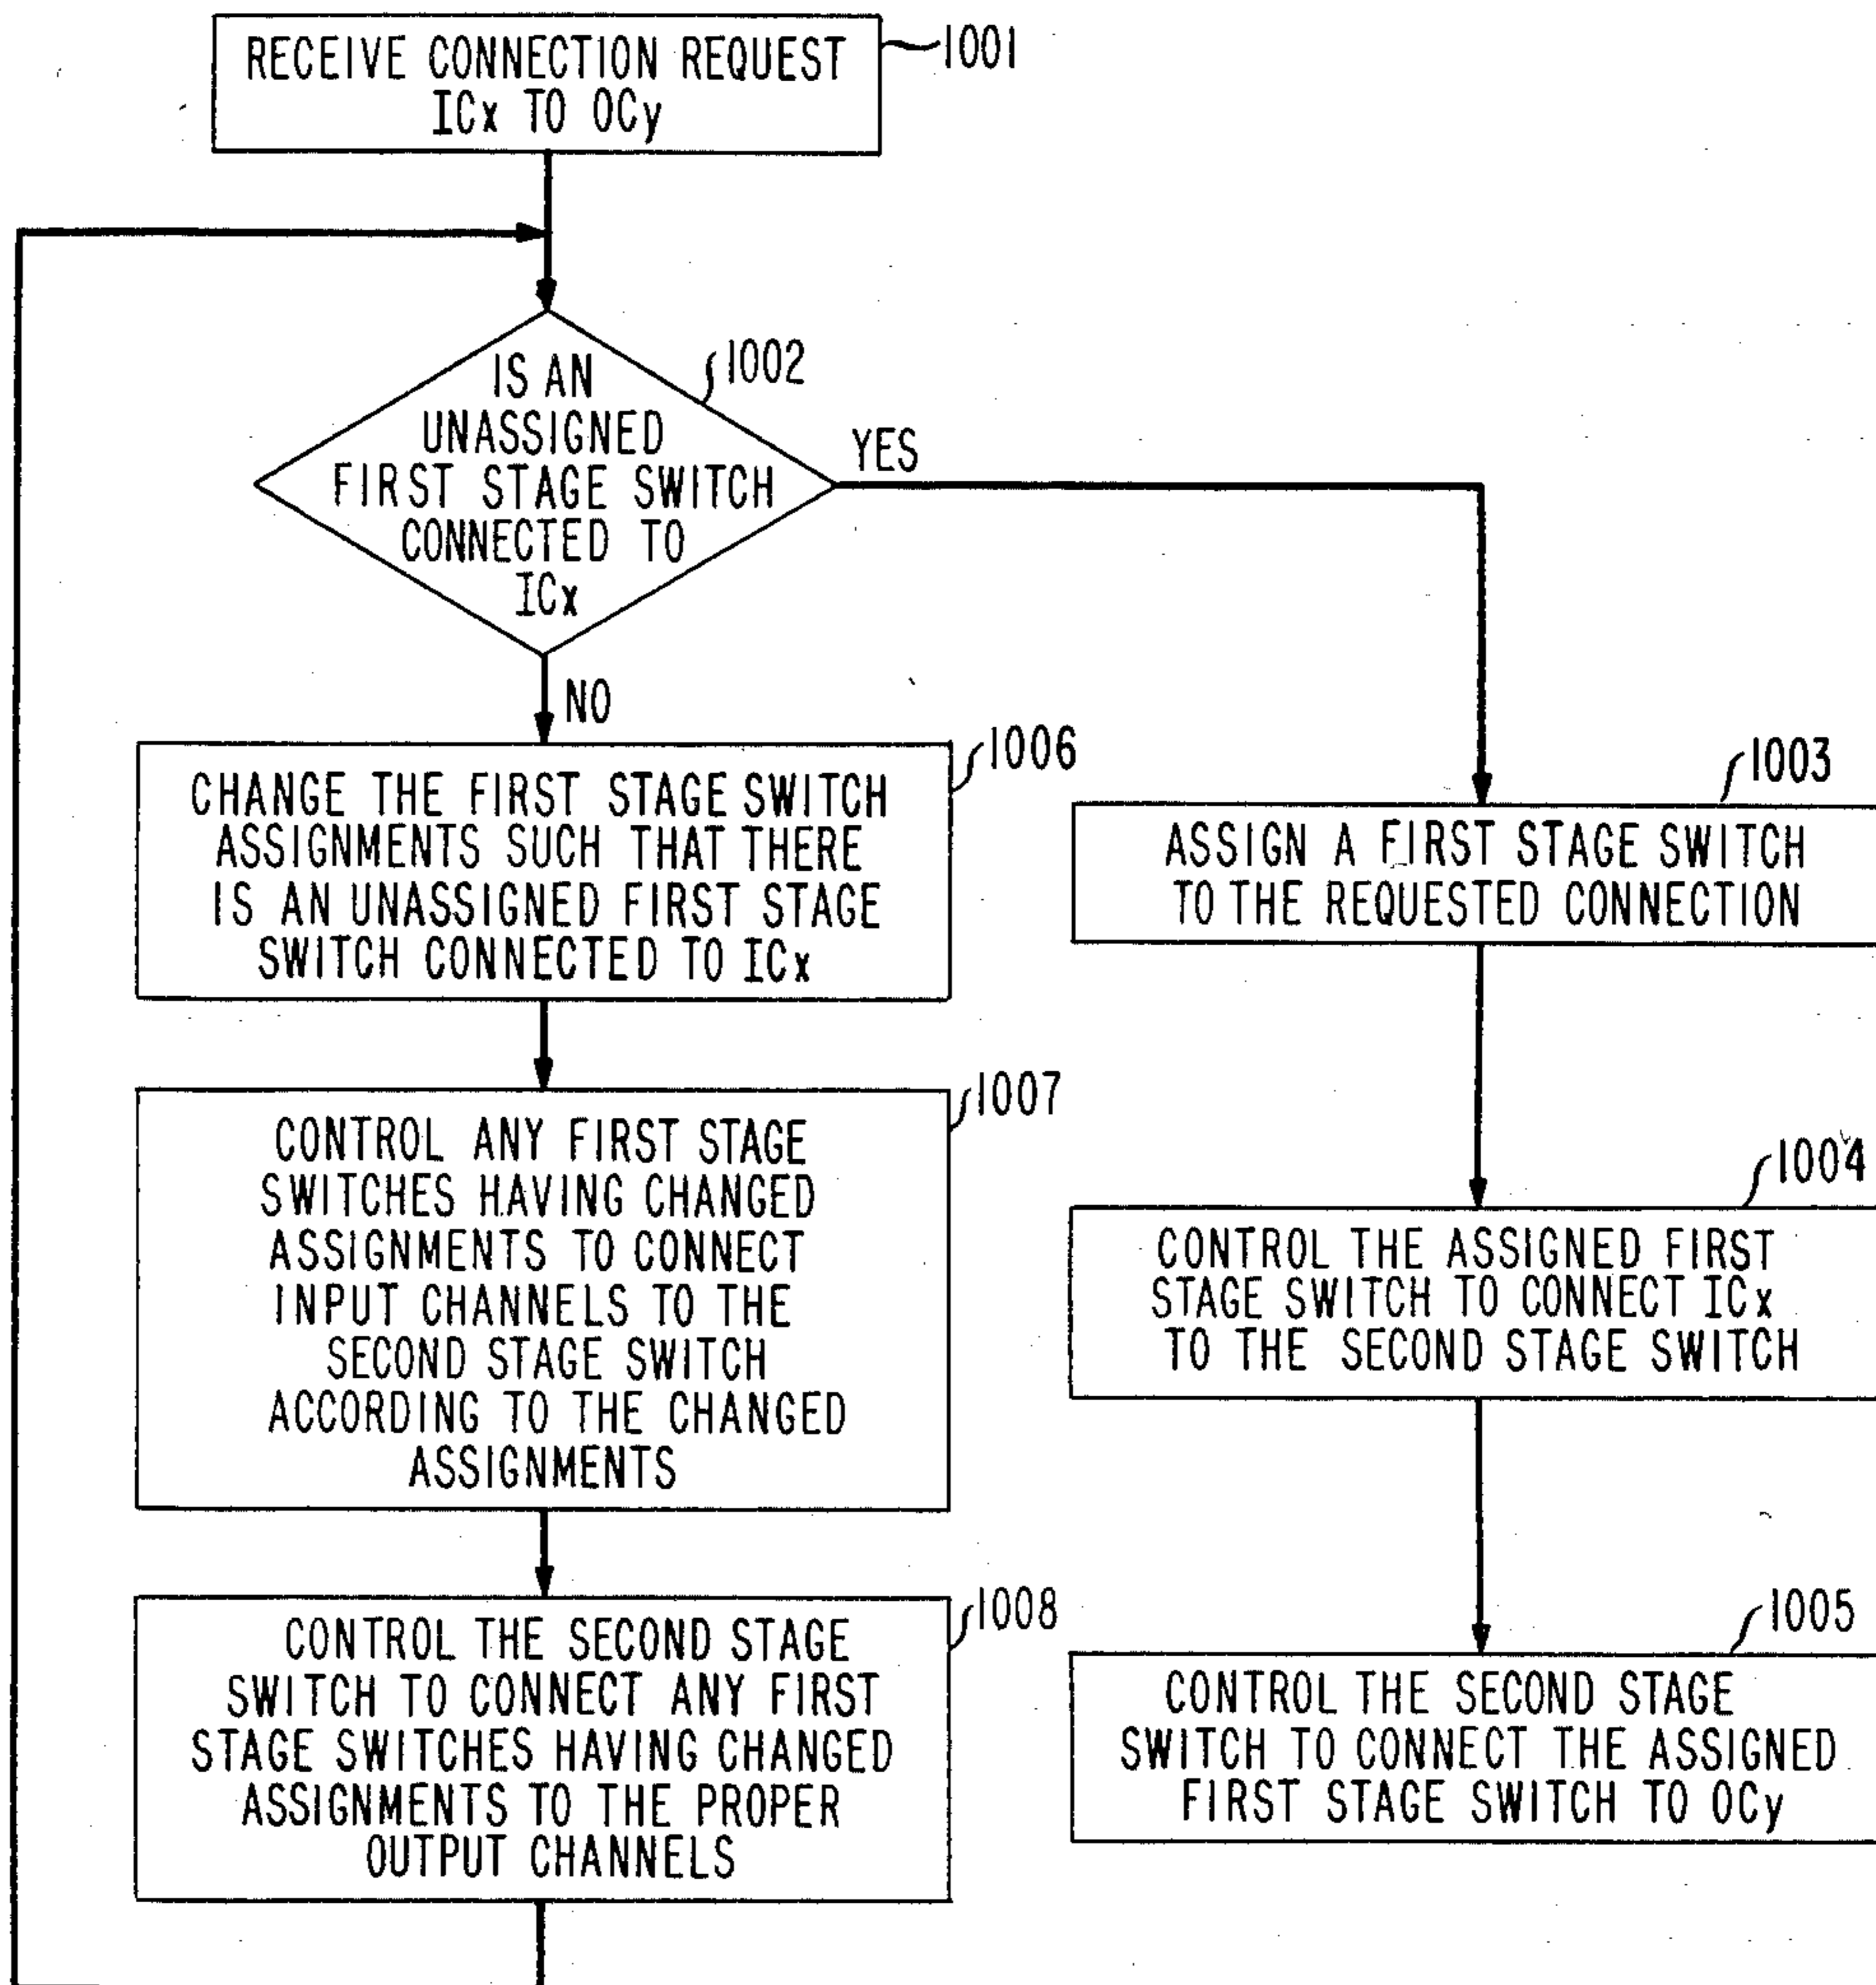 RECEIVE CONNECTION REQUEST
ICx TO OCy
1001
IS AN
UNASSIGNED
FIRST STAGE SWITCH
CONNECTED TO
ICx
1002
YES
NO
CHANGE THE FIRST STAGE SWITCH
ASSIGNMENTS SUCH THAT THERE
IS AN UNASSIGNED FIRST STAGE
SWITCH CONNECTED TO ICx
1006
ASSIGN A FIRST STAGE SWITCH
TO THE REQUESTED CONNECTION
1003
CONTROL ANY FIRST STAGE
SWITCHES HAVING CHANGED
ASSIGNMENTS TO CONNECT
INPUT CHANNELS TO THE
SECOND STAGE SWITCH
ACCORDING TO THE CHANGED
ASSIGNMENTS
1007
CONTROL THE ASSIGNED FIRST
STAGE SWITCH TO CONNECT ICx
TO THE SECOND STAGE SWITCH
1004
CONTROL THE SECOND STAGE
SWITCH TO CONNECT ANY FIRST
STAGE SWITCHES HAVING CHANGED
ASSIGNMENTS TO THE PROPER
OUTPUT CHANNELS
1008
CONTROL THE SECOND STAGE
SWITCH TO CONNECT THE ASSIGNED
FIRST STAGE SWITCH TO OCy
1005